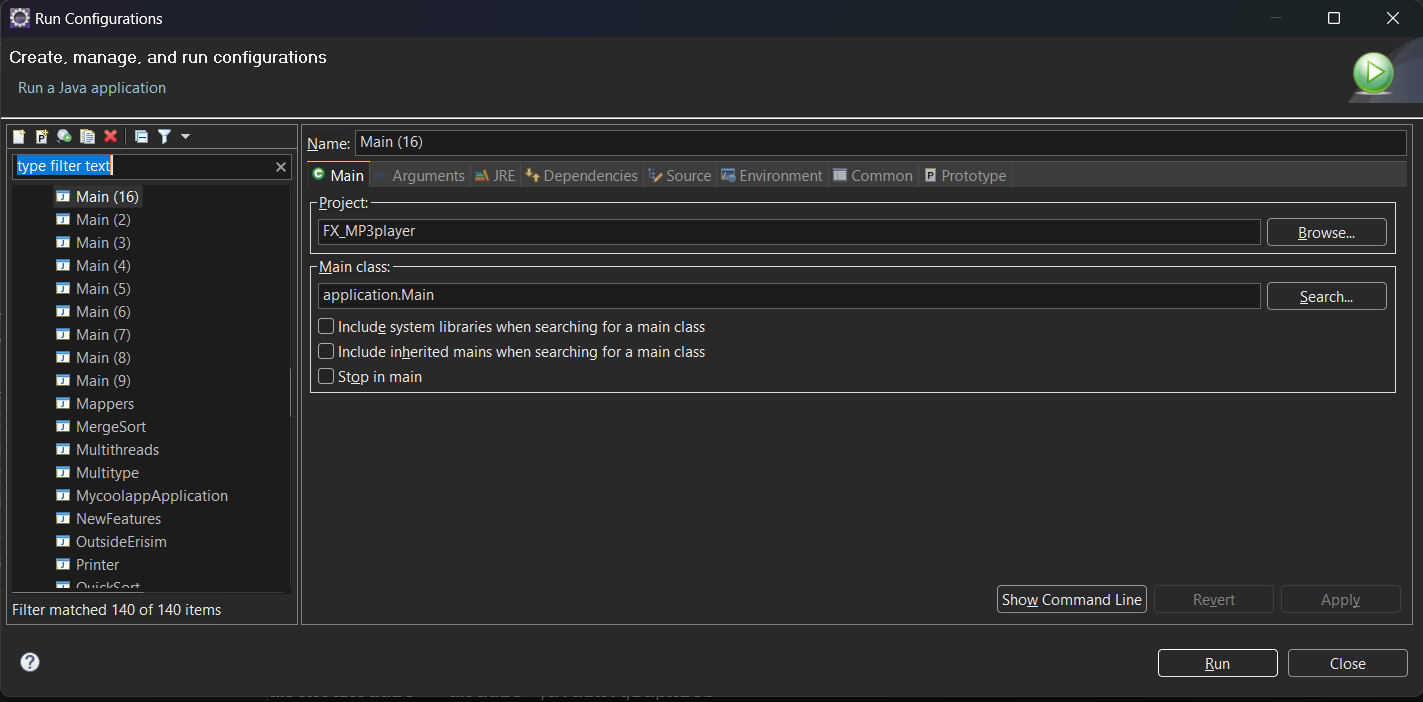 Run Configurations
Create, manage, and run configurations
Run a Java application
type filter text
Main (16)
Main (2)
Main (3)
Main (4)
Main (5)
Main (6)
Main (7)
Main (8)
Main (9)
Mappers
MergeSort
Multithreads
Multitype
MycoolappApplication
NewFeatures
OutsideErisim
Printer
QuickSort
Filter matched 140 of 140 items
Name: Main (16)
Main Arguments JRE Dependencies Source Environment Common Prototype
Project:
FX_MP3player Browse...
Main class:
application.Main Search...
Include system libraries when searching for a main class
Include inherited mains when searching for a main class
Stop in main
Show Command Line Revert Apply
Run Close